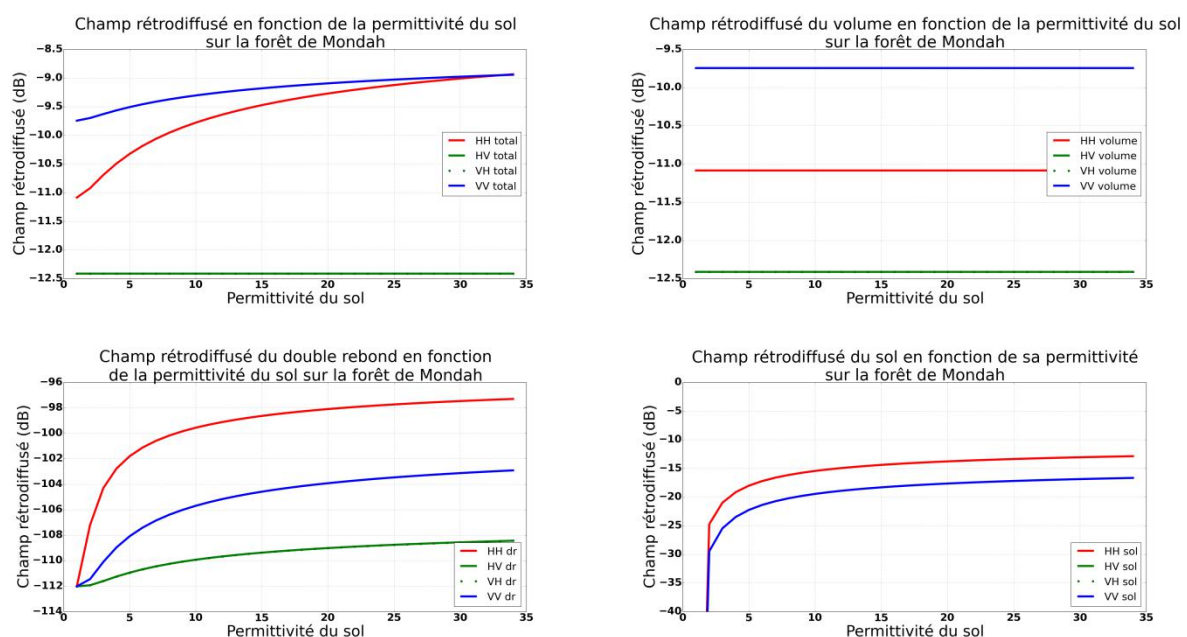 Champ rétrodiffusé en fonction de la permittivité du sol
sur la forêt de Mondah
−8.5
−9.0
−9.5
−10.0
−10.5
−11.0
−11.5
−12.0
−12.5
Champ rétrodiffusé (dB)
HH total
HV total
VH total
VV total
0 5 10 15 20 25 30 35
Permittivité du sol
Champ rétrodiffusé du volume en fonction de la permittivité du sol
sur la forêt de Mondah
−9.5
−10.0
−10.5
−11.0
−11.5
−12.0
−12.5
Champ rétrodiffusé (dB)
HH volume
HV volume
VH volume
VV volume
0 5 10 15 20 25 30 35
Permittivité du sol
Champ rétrodiffusé du double rebond en fonction
de la permittivité du sol sur la forêt de Mondah
−96
−98
−100
−102
−104
−106
−108
−110
−112
−114
Champ rétrodiffusé (dB)
HH dr
HV dr
VH dr
VV dr
0 5 10 15 20 25 30 35
Permittivité du sol
Champ rétrodiffusé du sol en fonction de sa permittivité
sur la forêt de Mondah
0
−5
−10
−15
−20
−25
−30
−35
−40
Champ rétrodiffusé (dB)
HH sol
HV sol
VH sol
VV sol
0 5 10 15 20 25 30 35
Permittivité du sol